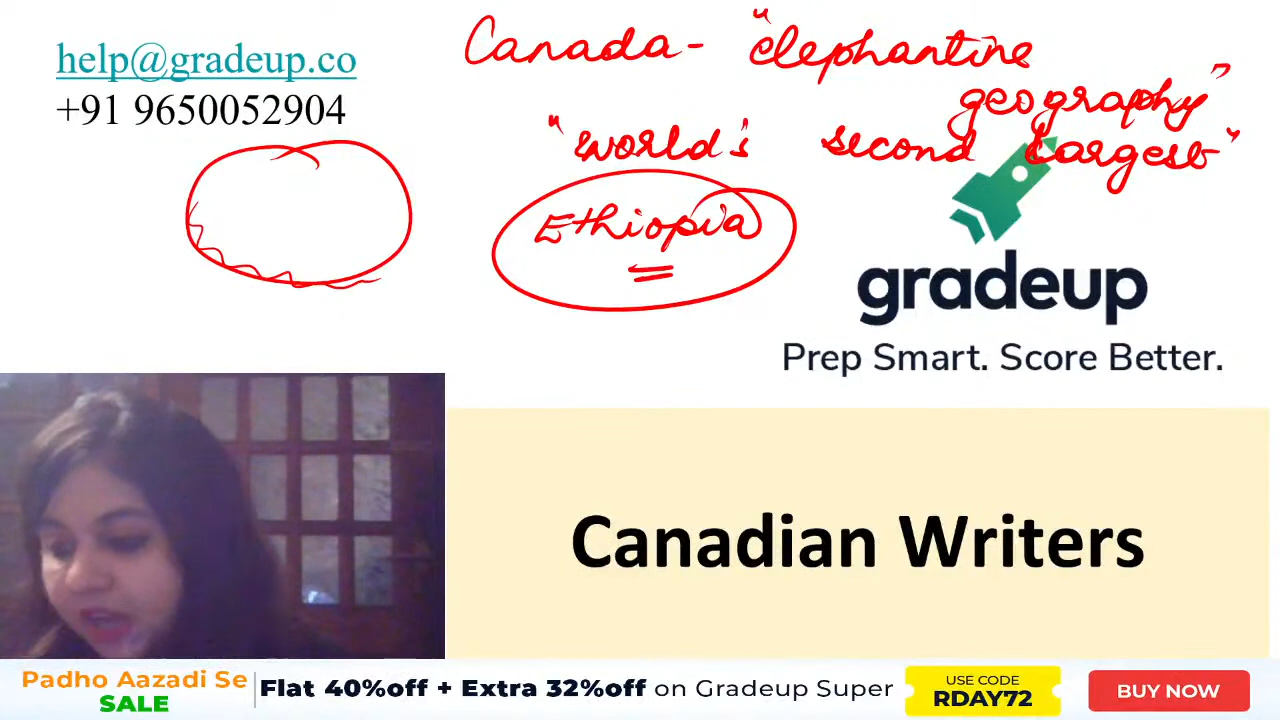 help@gradeup.co
+91 9650052904
Canada - "elephantine
geography"
"world's second largest"
Ethiopia
gradeup
Prep Smart. Score Better.
Canadian Writers
Padho Aazadi Se
SALE
Flat 40%off + Extra 32%off on Gradeup Super
USE CODE
RDAY72
BUY NOW